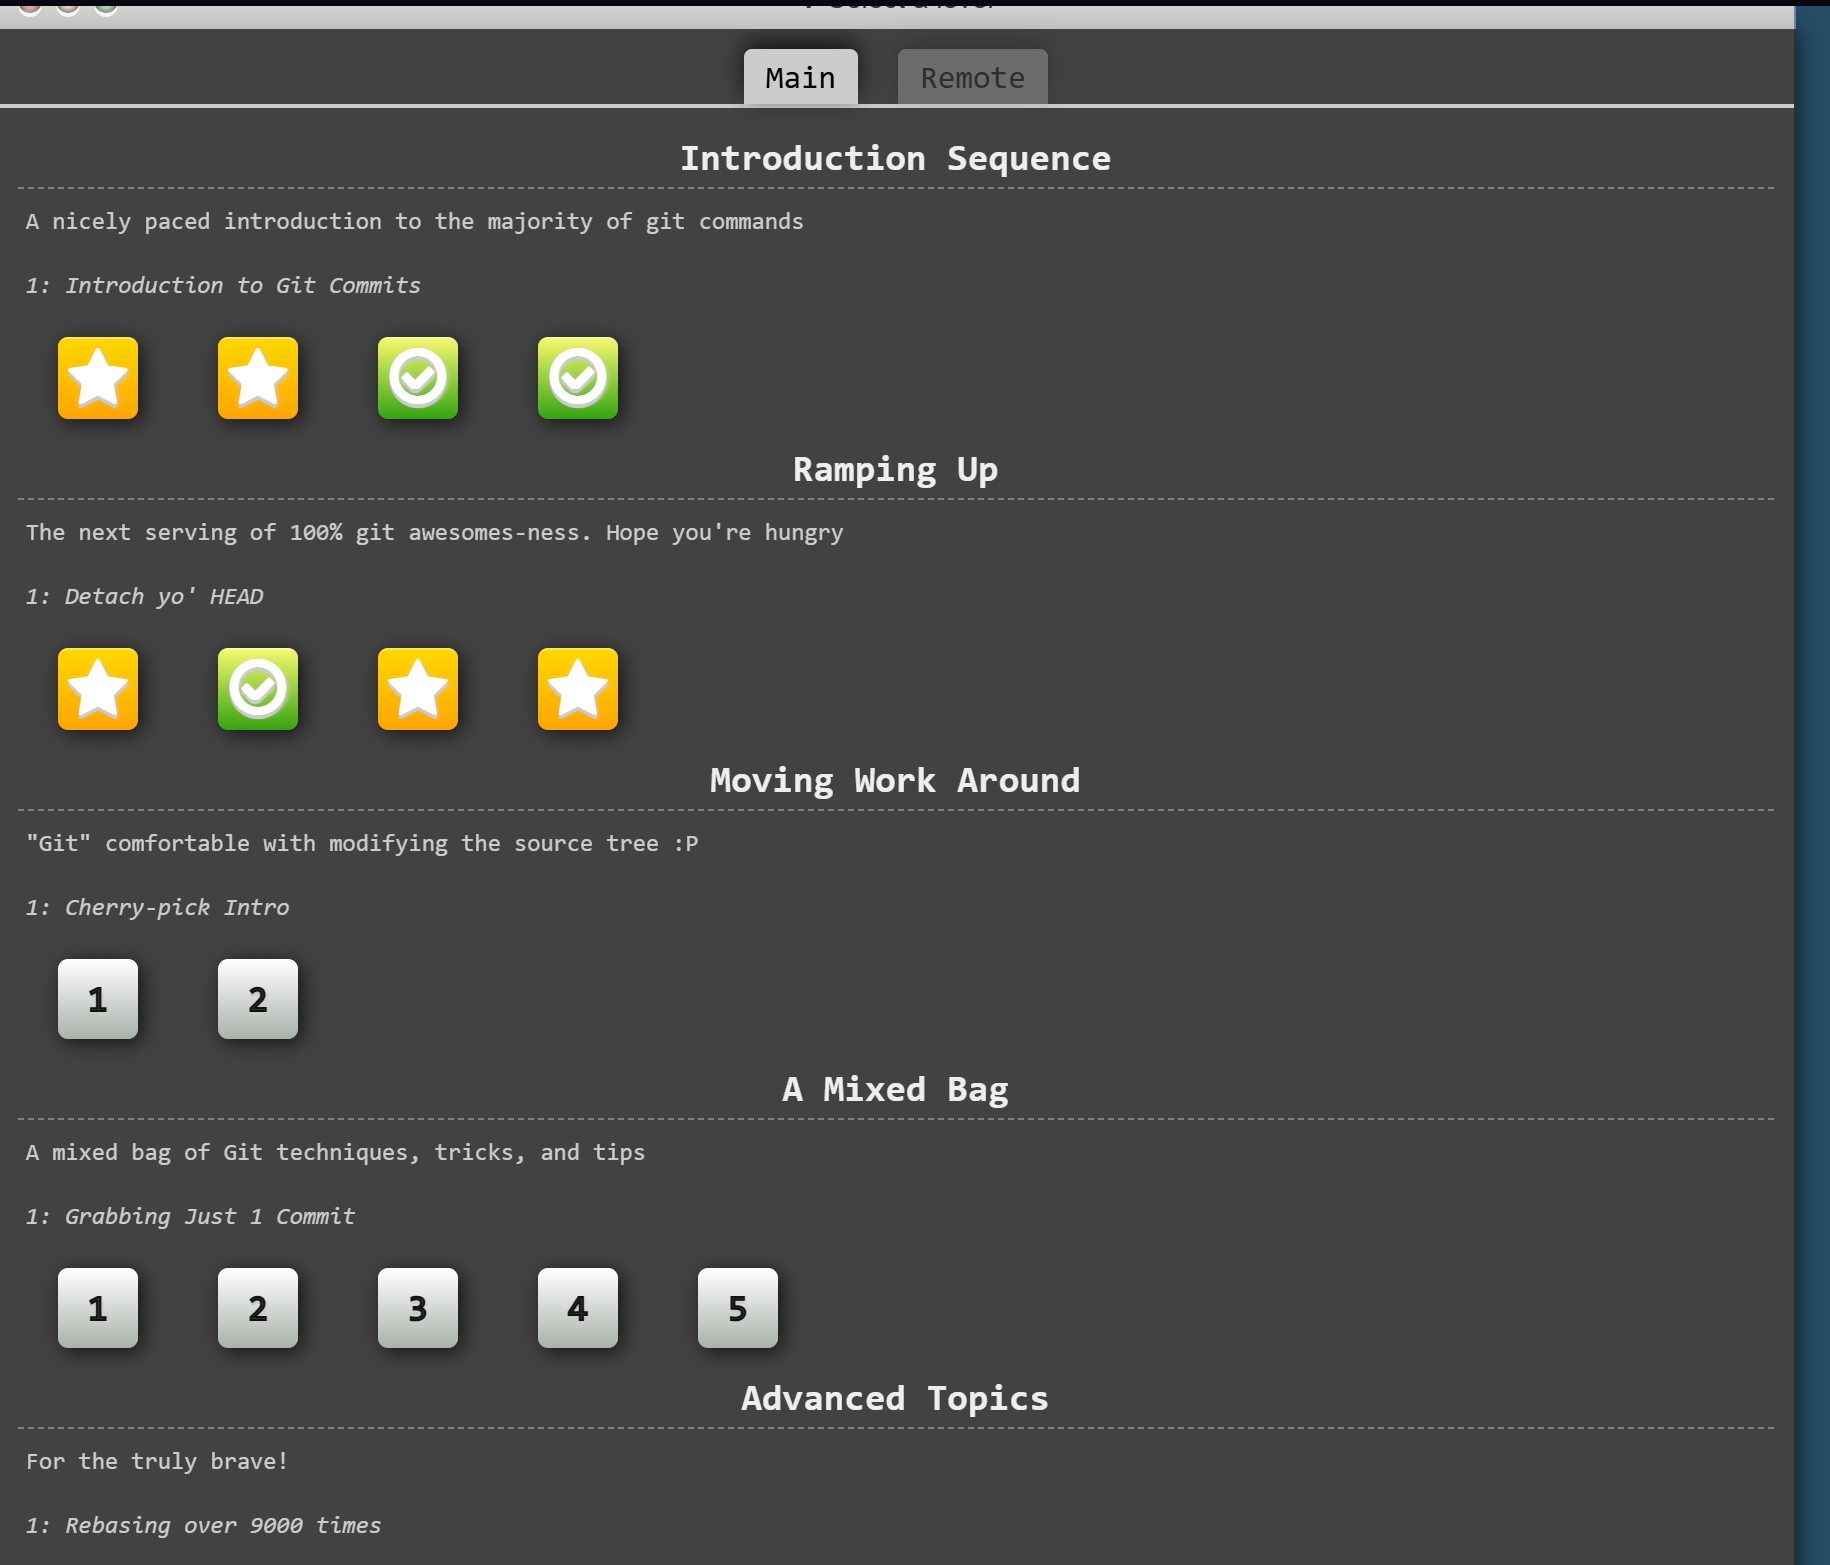 Main Remote
Introduction Sequence
A nicely paced introduction to the majority of git commands
1: Introduction to Git Commits
Ramping Up
The next serving of 100% git awesomes-ness. Hope you're hungry
1: Detach yo' HEAD
Moving Work Around
"Git" comfortable with modifying the source tree :P
1: Cherry-pick Intro
1 2
A Mixed Bag
A mixed bag of Git techniques, tricks, and tips
1: Grabbing Just 1 Commit
1 2 3 4 5
Advanced Topics
For the truly brave!
1: Rebasing over 9000 times